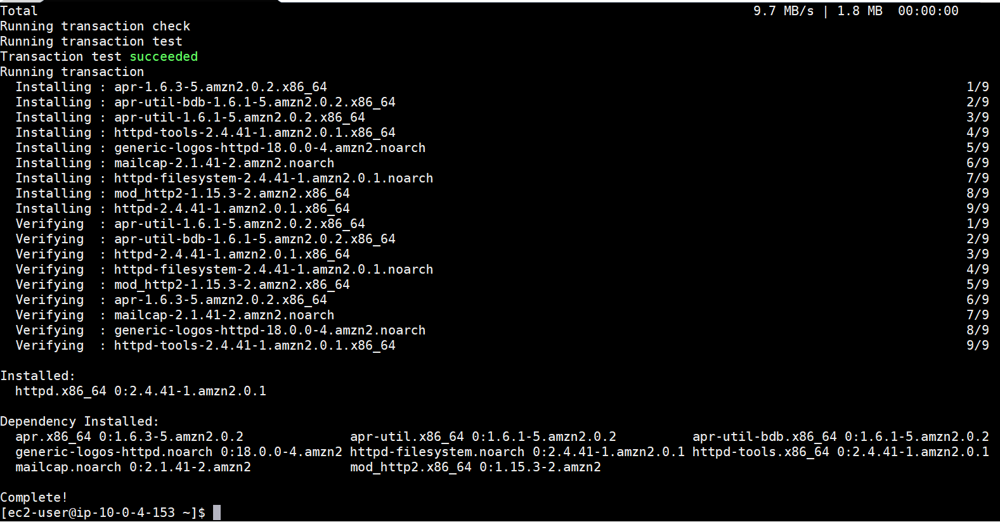 Total 9.7 MB/s | 1.8 MB 00:00:00
Running transaction check
Running transaction test
Transaction test succeeded
Running transaction
Installing : apr-1.6.3-5.amzn2.0.2.x86_64 1/9
Installing : apr-util-bdb-1.6.1-5.amzn2.0.2.x86_64 2/9
Installing : apr-util-1.6.1-5.amzn2.0.2.x86_64 3/9
Installing : httpd-tools-2.4.41-1.amzn2.0.1.x86_64 4/9
Installing : generic-logos-httpd-18.0.0-4.amzn2.noarch 5/9
Installing : mailcap-2.1.41-2.amzn2.noarch 6/9
Installing : httpd-filesystem-2.4.41-1.amzn2.0.1.noarch 7/9
Installing : mod_http2-1.15.3-2.amzn2.x86_64 8/9
Installing : httpd-2.4.41-1.amzn2.0.1.x86_64 9/9
Verifying : apr-util-1.6.1-5.amzn2.0.2.x86_64 1/9
Verifying : apr-util-bdb-1.6.1-5.amzn2.0.2.x86_64 2/9
Verifying : httpd-2.4.41-1.amzn2.0.1.x86_64 3/9
Verifying : httpd-filesystem-2.4.41-1.amzn2.0.1.noarch 4/9
Verifying : mod_http2-1.15.3-2.amzn2.x86_64 5/9
Verifying : apr-1.6.3-5.amzn2.0.2.x86_64 6/9
Verifying : mailcap-2.1.41-2.amzn2.noarch 7/9
Verifying : generic-logos-httpd-18.0.0-4.amzn2.noarch 8/9
Verifying : httpd-tools-2.4.41-1.amzn2.0.1.x86_64 9/9
Installed:
httpd.x86_64 0:2.4.41-1.amzn2.0.1
Dependency Installed:
apr.x86_64 0:1.6.3-5.amzn2.0.2 apr-util.x86_64 0:1.6.1-5.amzn2.0.2 apr-util-bdb.x86_64 0:1.6.1-5.amzn2.0.2
generic-logos-httpd.noarch 0:18.0.0-4.amzn2 httpd-filesystem.noarch 0:2.4.41-1.amzn2.0.1 httpd-tools.x86_64 0:2.4.41-1.amzn2.0.1
mailcap.noarch 0:2.1.41-2.amzn2 mod_http2.x86_64 0:1.15.3-2.amzn2
Complete!
[ec2-user@ip-10-0-4-153 ~]$